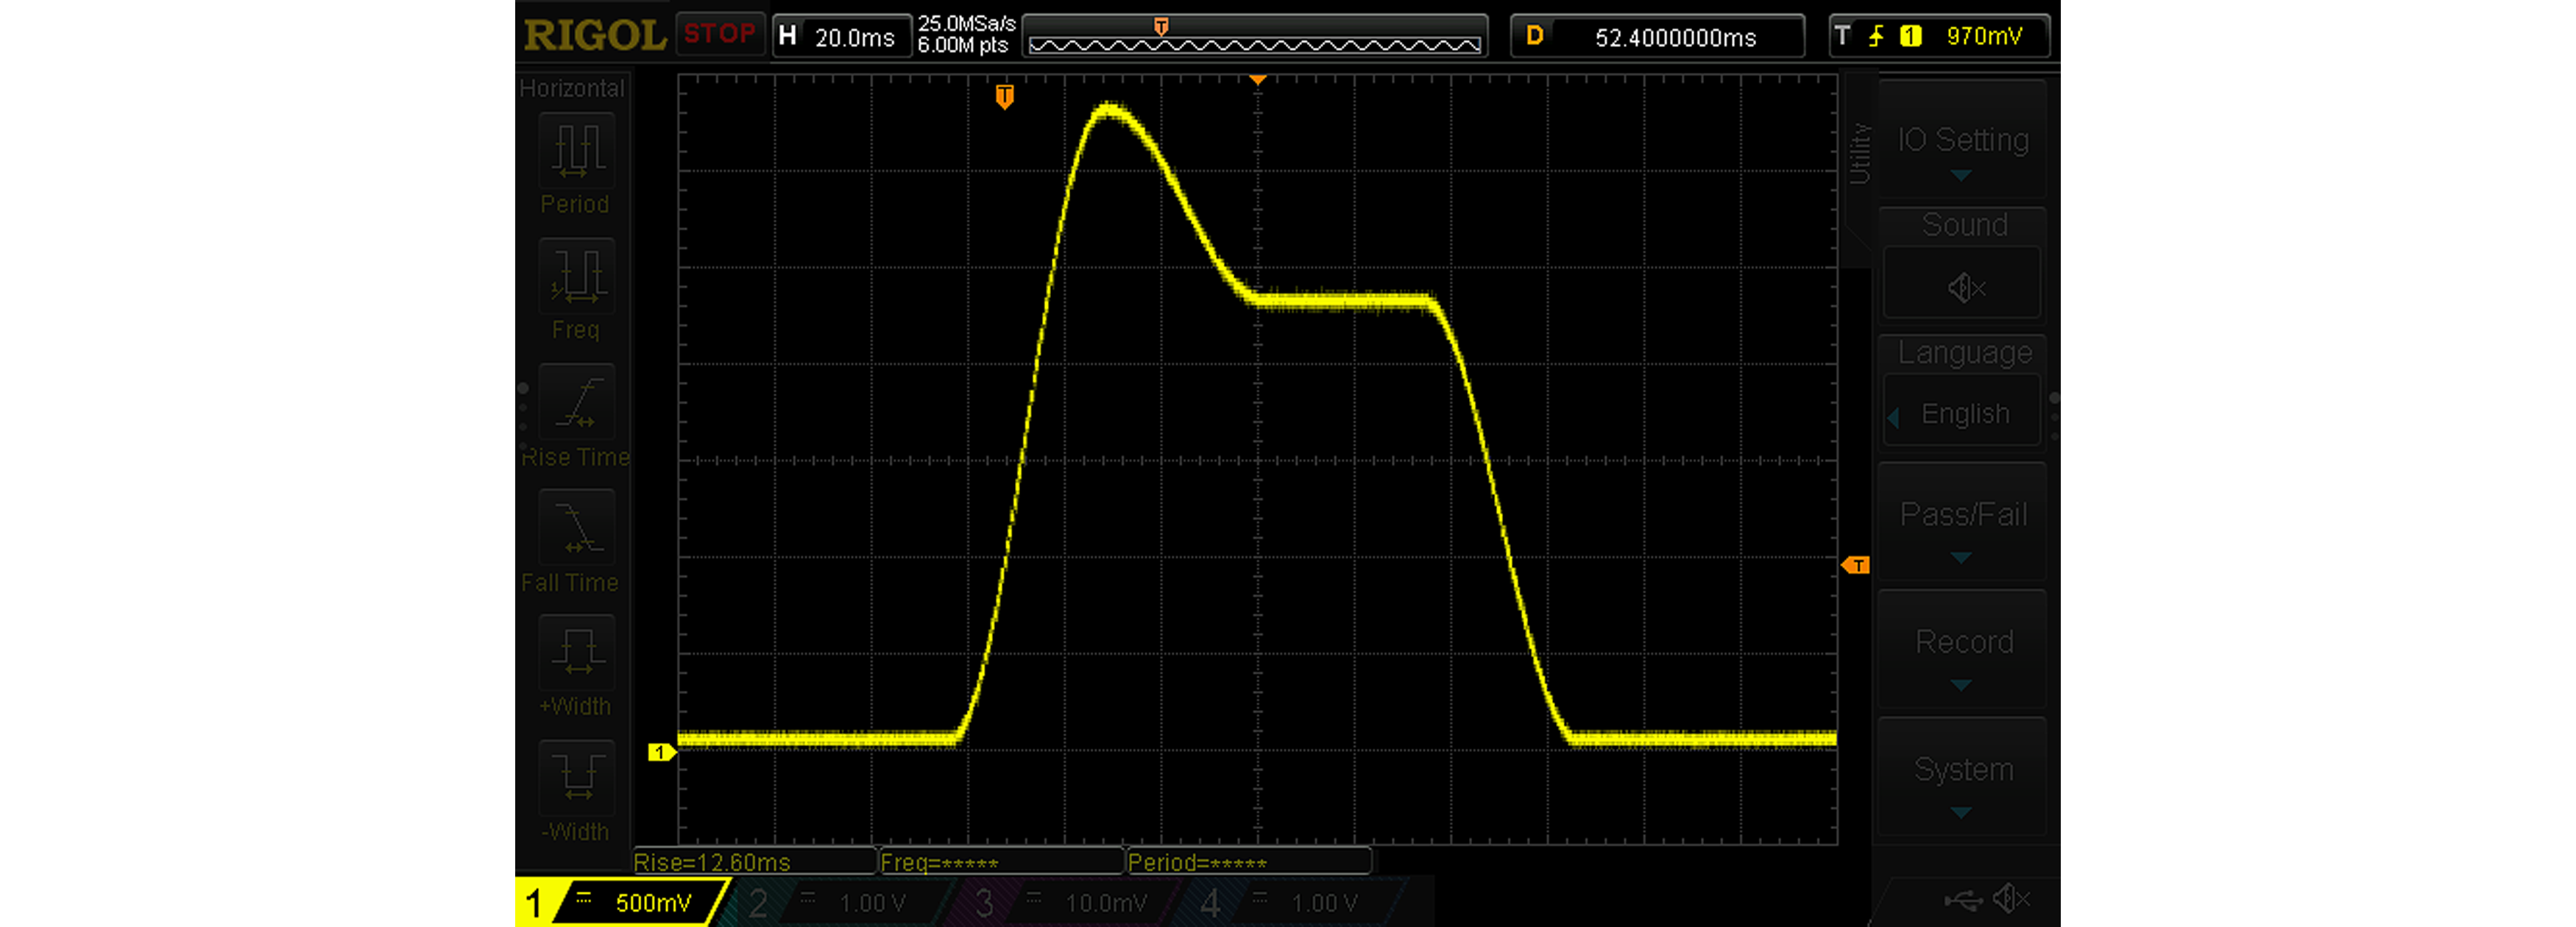 RIGOL STOP H 20.0ms 25.0MSa/s 6.00M pts T D 52.4000000ms T 1 970mV
Horizontal
T
Period
Freq
Rise Time
Fall Time
+Width
-Width
1
T
Utility
IO Setting
Sound
Language
English
Pass/Fail
Record
System
Rise=12.60ms Freq=***** Period=*****
1 500mV 2 1.00 V 3 10.0mV 4 1.00 V